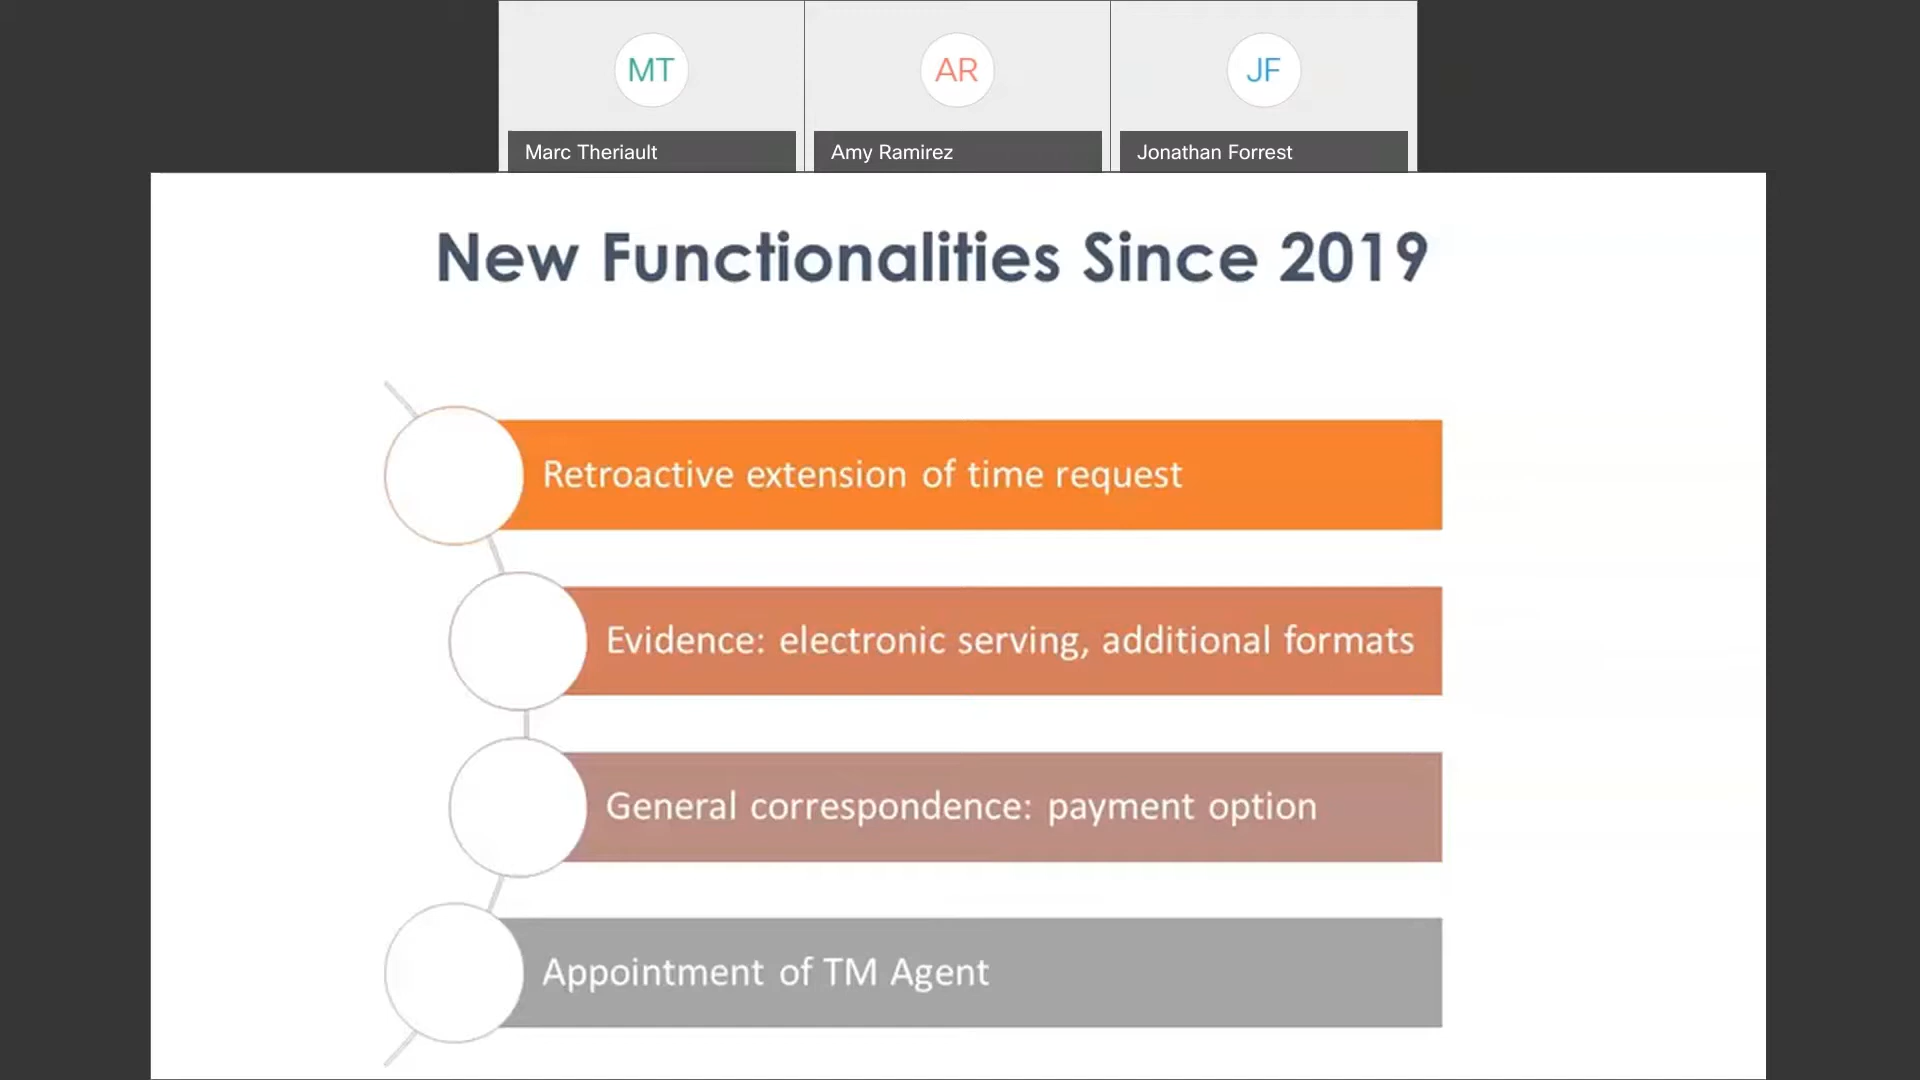 MT
AR
JF
Marc Theriault
Amy Ramirez
Jonathan Forrest
New Functionalities Since 2019
Retroactive extension of time request
Evidence: electronic serving, additional formats
General correspondence: payment option
Appointment of TM Agent